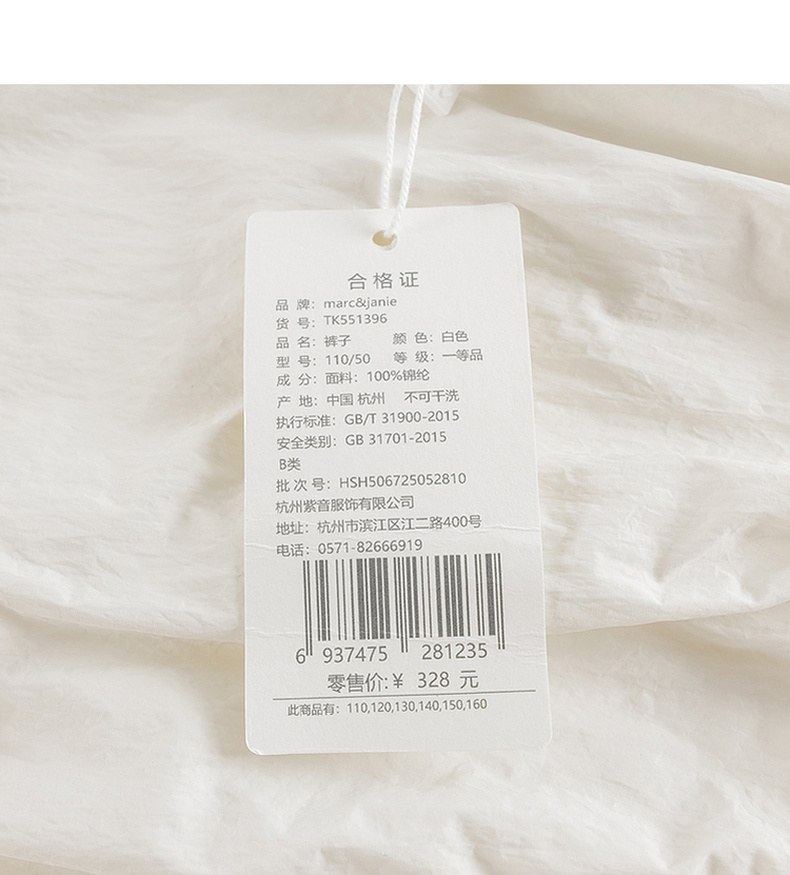 合格证
品 牌：marc&janie
货 号：TK551396
品 名：裤子 颜 色：白色
型 号：110/50 等 级：一等品
成 分：面料：100%锦纶
产 地：中国 杭州 不可干洗
执行标准：GB/T 31900-2015
安全类别：GB 31701-2015
B类
批 次 号：HSH506725052810
杭州紫音服饰有限公司
地址：杭州市滨江区江二路400号
电话：0571-82666919
6 937475 281235
零售价:¥ 328 元
此商品有：110,120,130,140,150,160